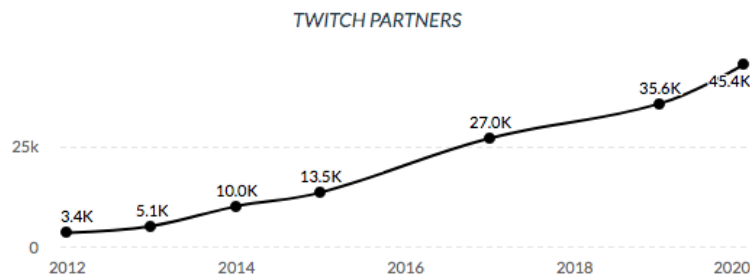 TWITCH PARTNERS
45.4K
35.6K
27.0K
25k
13.5K
10.0K
5.1K
3.4K
0
2012 2014 2016 2018 2020